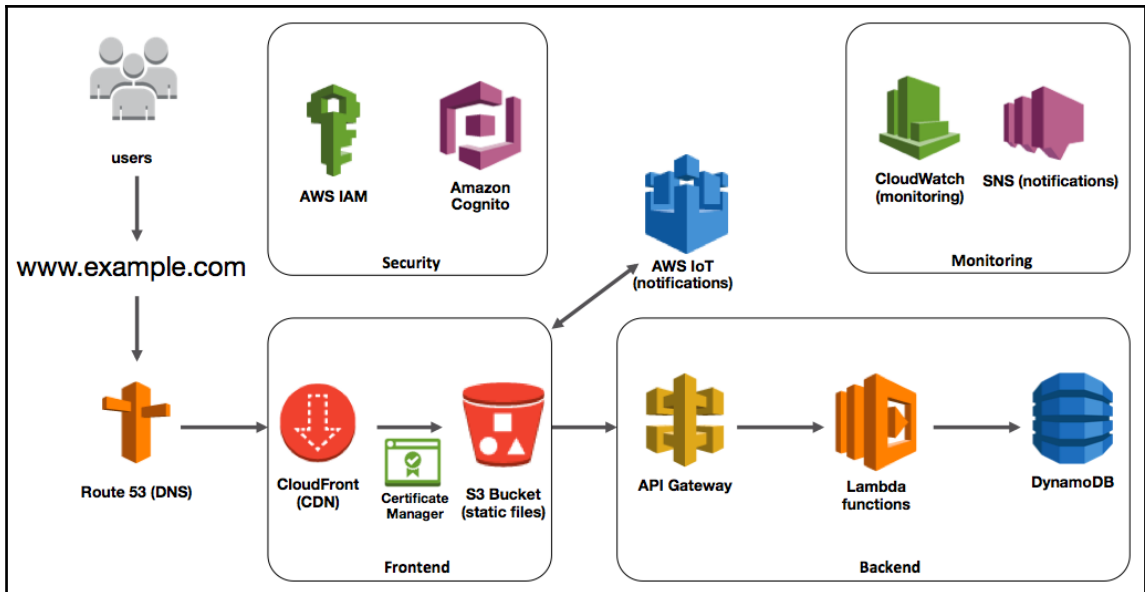 users
www.example.com
Route 53 (DNS)
AWS IAM
Amazon
Cognito
Security
AWS IoT
(notifications)
CloudWatch
(monitoring)
SNS (notifications)
Monitoring
CloudFront
(CDN)
Certificate
Manager
S3 Bucket
(static files)
Frontend
API Gateway
Lambda
functions
DynamoDB
Backend